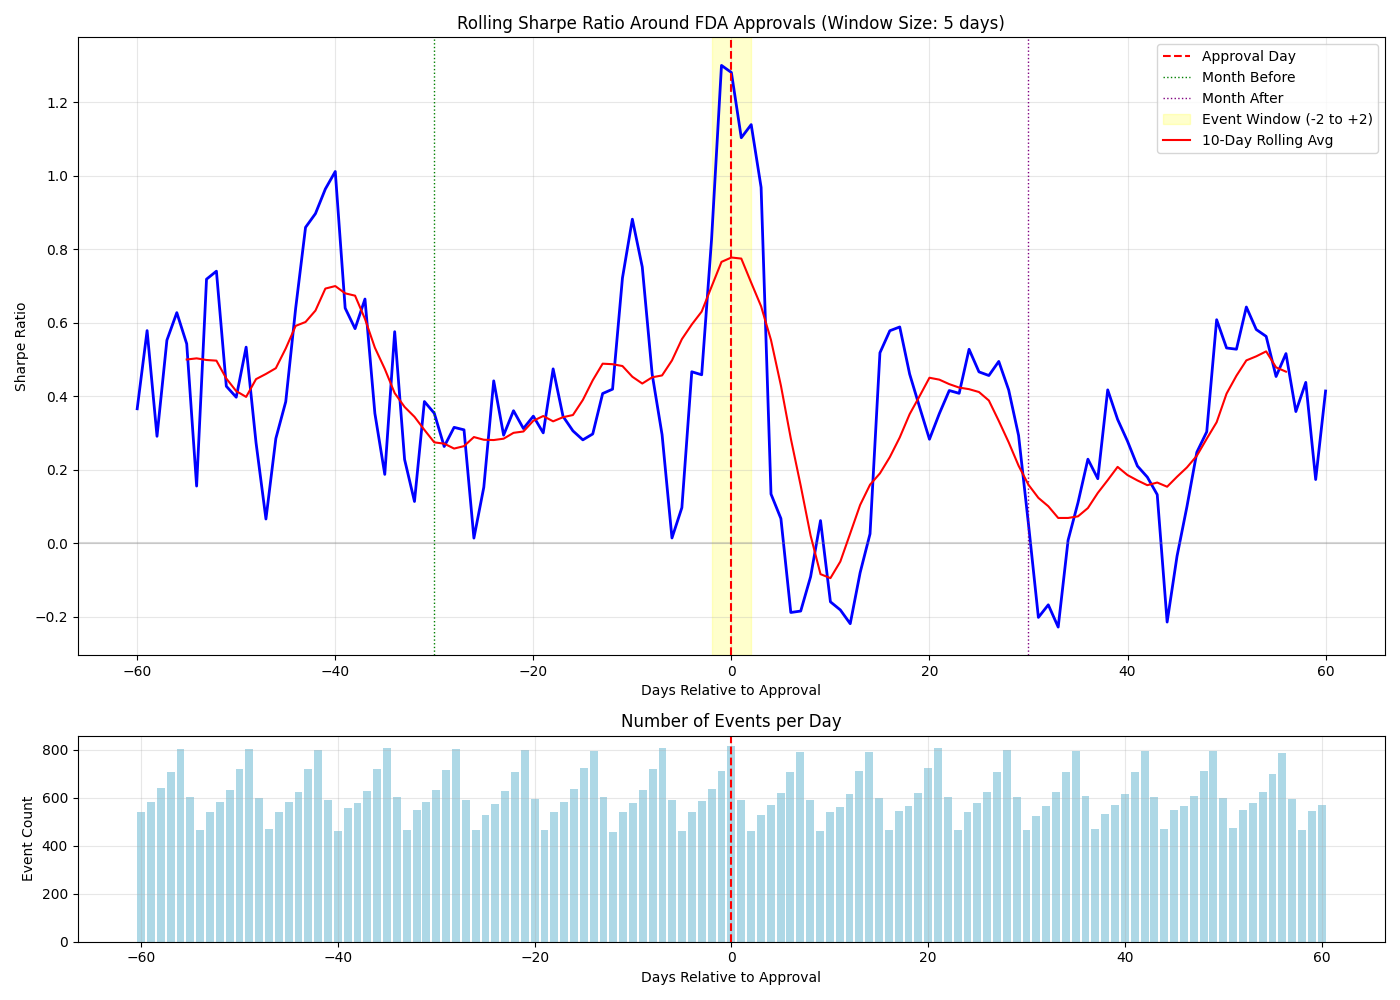 Rolling Sharpe Ratio Around FDA Approvals (Window Size: 5 days)
Approval Day
Month Before
Month After
Event Window (-2 to +2)
10-Day Rolling Avg
Sharpe Ratio
1.2
1.0
0.8
0.6
0.4
0.2
0.0
−0.2
−60 −40 −20 0 20 40 60
Days Relative to Approval
Number of Events per Day
Event Count
800
600
400
200
0
−60 −40 −20 0 20 40 60
Days Relative to Approval